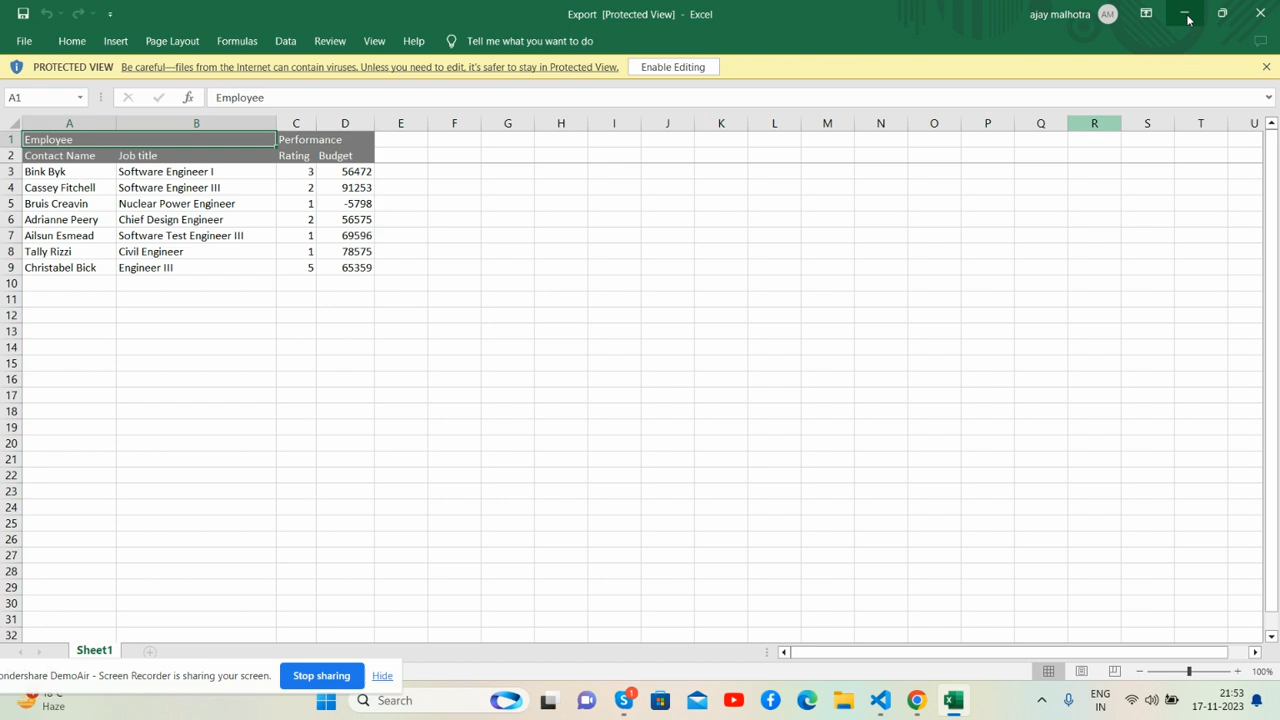 Export [Protected View] - Excel
ajay malhotra AM
File Home Insert Page Layout Formulas Data Review View Help Tell me what you want to do
PROTECTED VIEW Be careful—files from the Internet can contain viruses. Unless you need to edit, it's safer to stay in Protected View. Enable Editing
A1 fx Employee
A B C D E F G H I J K L M N O P Q R S T U
1 Employee Performance
2 Contact Name Job title Rating Budget
3 Bink Byk Software Engineer I 3 56472
4 Cassey Fitchell Software Engineer III 2 91253
5 Bruis Creavin Nuclear Power Engineer 1 -5798
6 Adrianne Peery Chief Design Engineer 2 56575
7 Ailsun Esmead Software Test Engineer III 1 69596
8 Tally Rizzi Civil Engineer 1 78575
9 Christabel Bick Engineer III 5 65359
10
11
12
13
14
15
16
17
18
19
20
21
22
23
24
25
26
27
28
29
30
31
32
Sheet1
ondershare DemoAir - Screen Recorder is sharing your screen. Stop sharing Hide
100%
Haze
Search
1
ENG
IN
21:53
17-11-2023